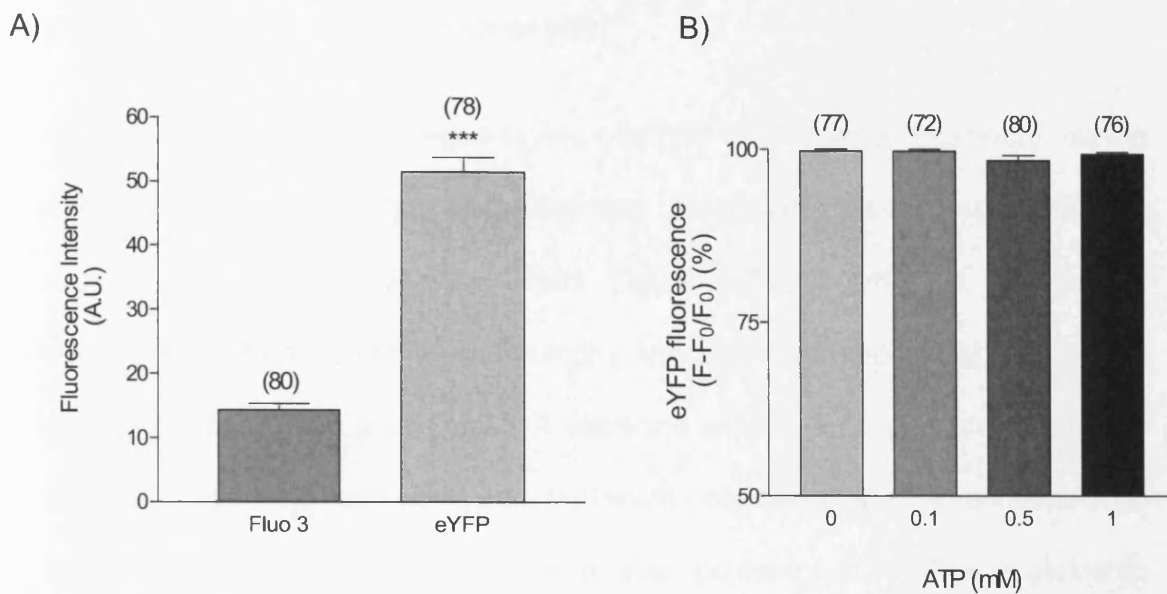 A)
Fluorescence Intensity
(A.U.)
60
50
40
30
20
10
0
(80)
(78)
***
Fluo 3
eYFP
B)
eYFP fluorescence
(F-F₀/F₀) (%)
100
75
50
(77)
(72)
(80)
(76)
0
0.1
0.5
1
ATP (mM)